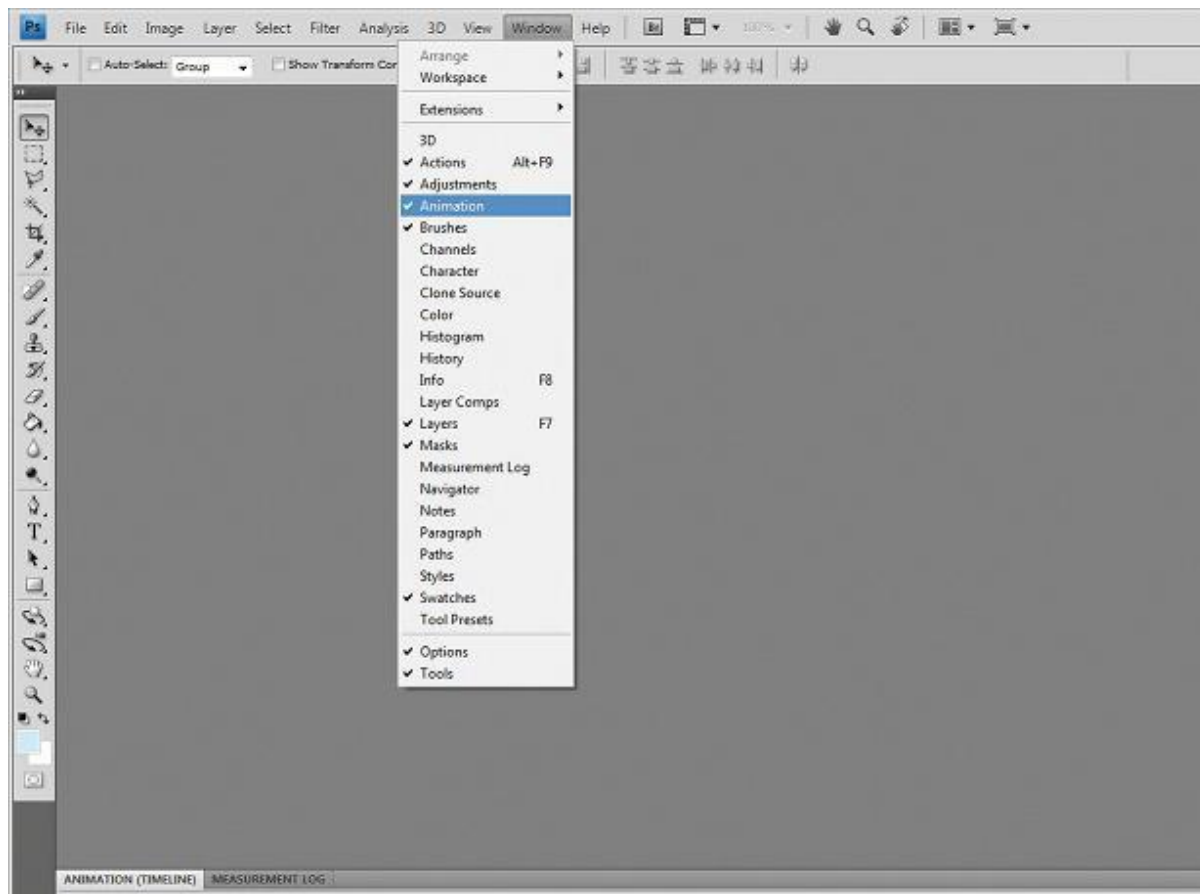 Ps File Edit Image Layer Select Filter Analysis 3D View Window Help Br 100%
Auto-Select: Group Show Transform Cor
Arrange
Workspace
Extensions
3D
Actions Alt+F9
Adjustments
Animation
Brushes
Channels
Character
Clone Source
Color
Histogram
History
Info F8
Layer Comps
Layers F7
Masks
Measurement Log
Navigator
Notes
Paragraph
Paths
Styles
Swatches
Tool Presets
Options
Tools
T
ANIMATION (TIMELINE) MEASUREMENT LOG